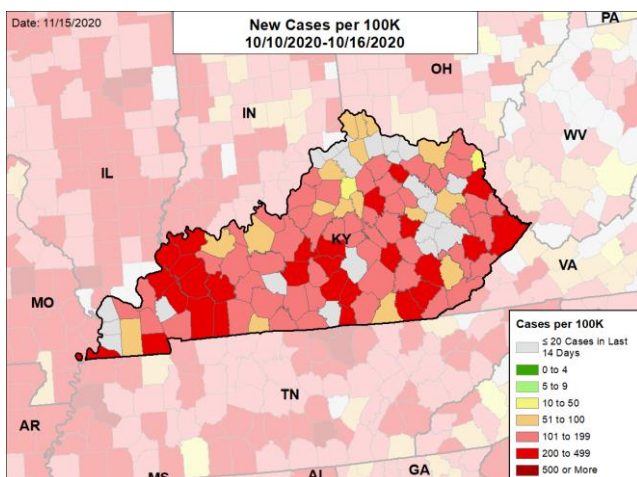 Date: 11/15/2020
New Cases per 100K
10/10/2020-10/16/2020
PA
OH
IN
WV
IL
KY
VA
MO
TN
AR
MS
AL
GA
Cases per 100K
≤ 20 Cases in Last
14 Days
0 to 4
5 to 9
10 to 50
51 to 100
101 to 199
200 to 499
500 or More